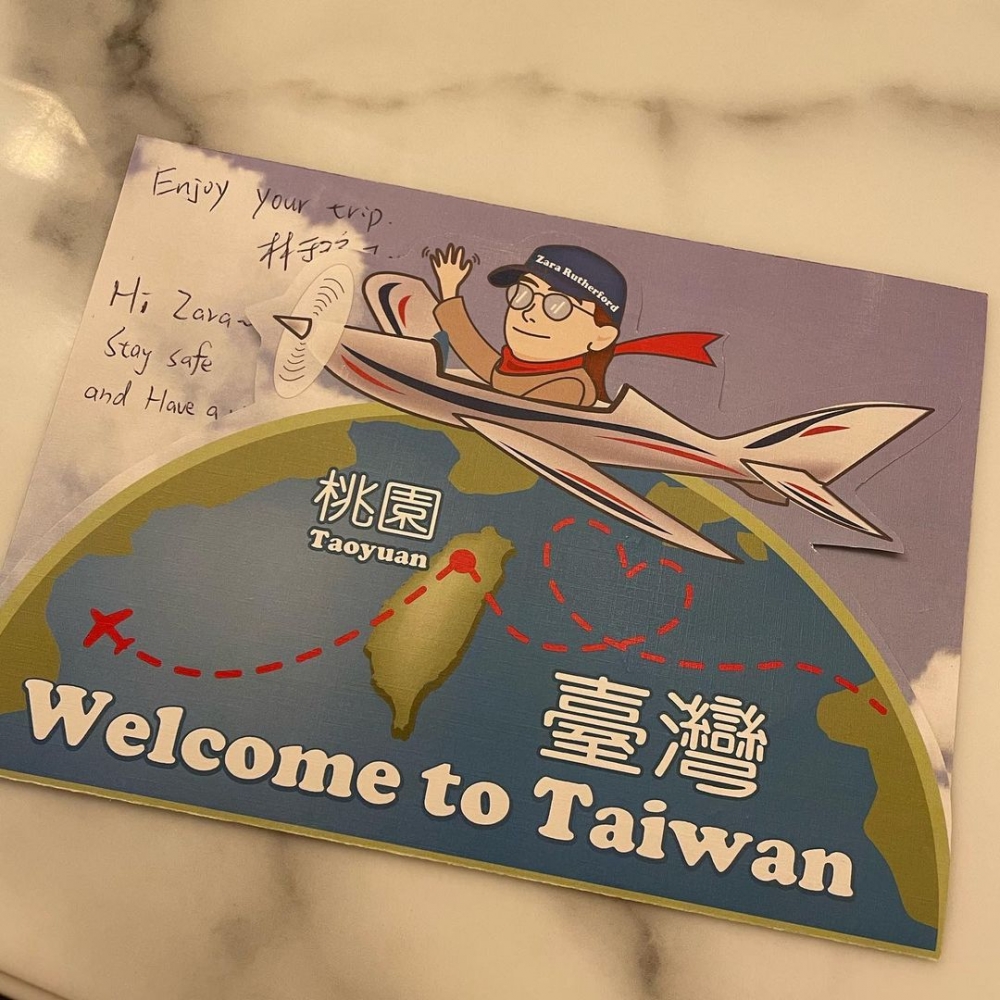 Enjoy your trip.
林
Hi Zara~
Stay safe
and Have a
Zara Rutherford
桃園
Taoyuan
臺灣
Welcome to Taiwan